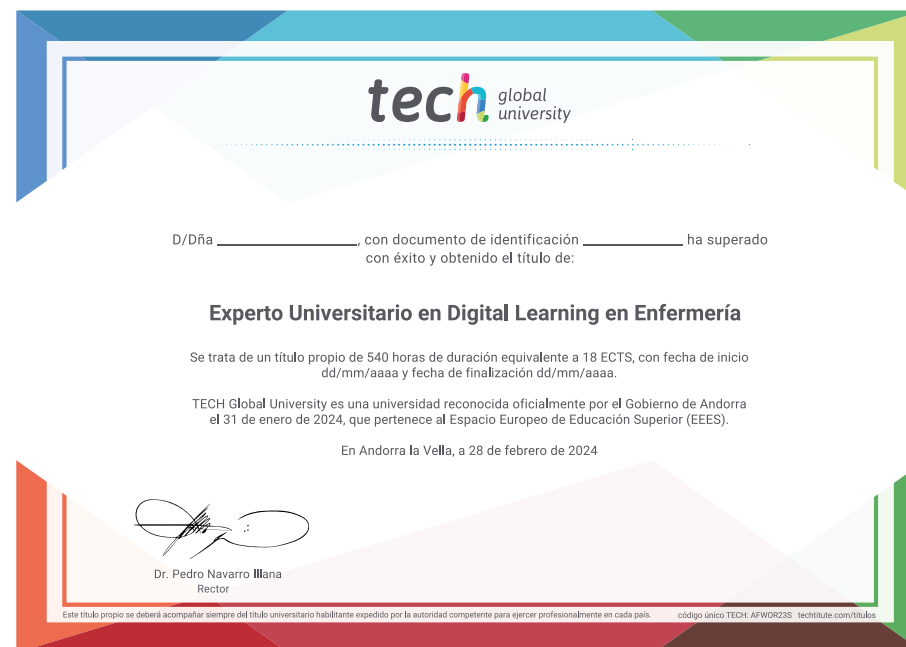 tech global university
D/Dña ____________, con documento de identificación ____________ ha superado
con éxito y obtenido el título de:
Experto Universitario en Digital Learning en Enfermería
Se trata de un título propio de 540 horas de duración equivalente a 18 ECTS, con fecha de inicio
dd/mm/aaaa y fecha de finalización dd/mm/aaaa.
TECH Global University es una universidad reconocida oficialmente por el Gobierno de Andorra
el 31 de enero de 2024, que pertenece al Espacio Europeo de Educación Superior (EEES).
En Andorra la Vella, a 28 de febrero de 2024
Dr. Pedro Navarro Illana
Rector
Este título propio se deberá acompañar siempre del título universitario habilitante expedido por la autoridad competente para ejercer profesionalmente en cada país.
código único TECH: AFWOR23S techtitute.com/titulos